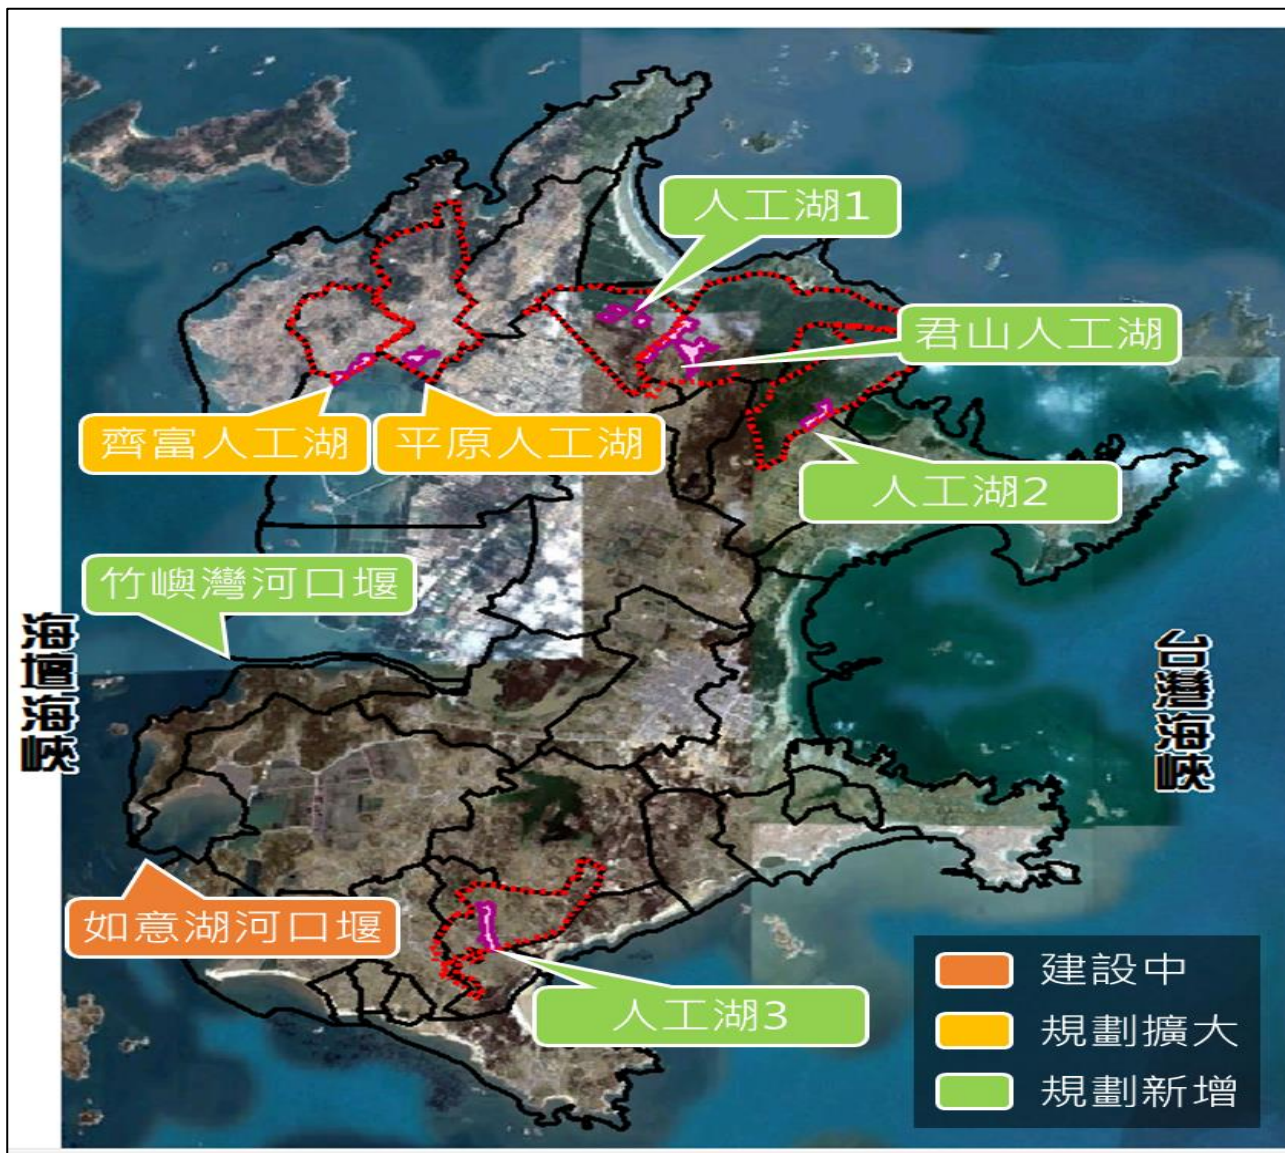 人工湖1
君山人工湖
齊富人工湖
平原人工湖
人工湖2
竹嶼灣河口堰
海壇海峽
台灣海峽
如意湖河口堰
人工湖3
建設中
規劃擴大
規劃新增